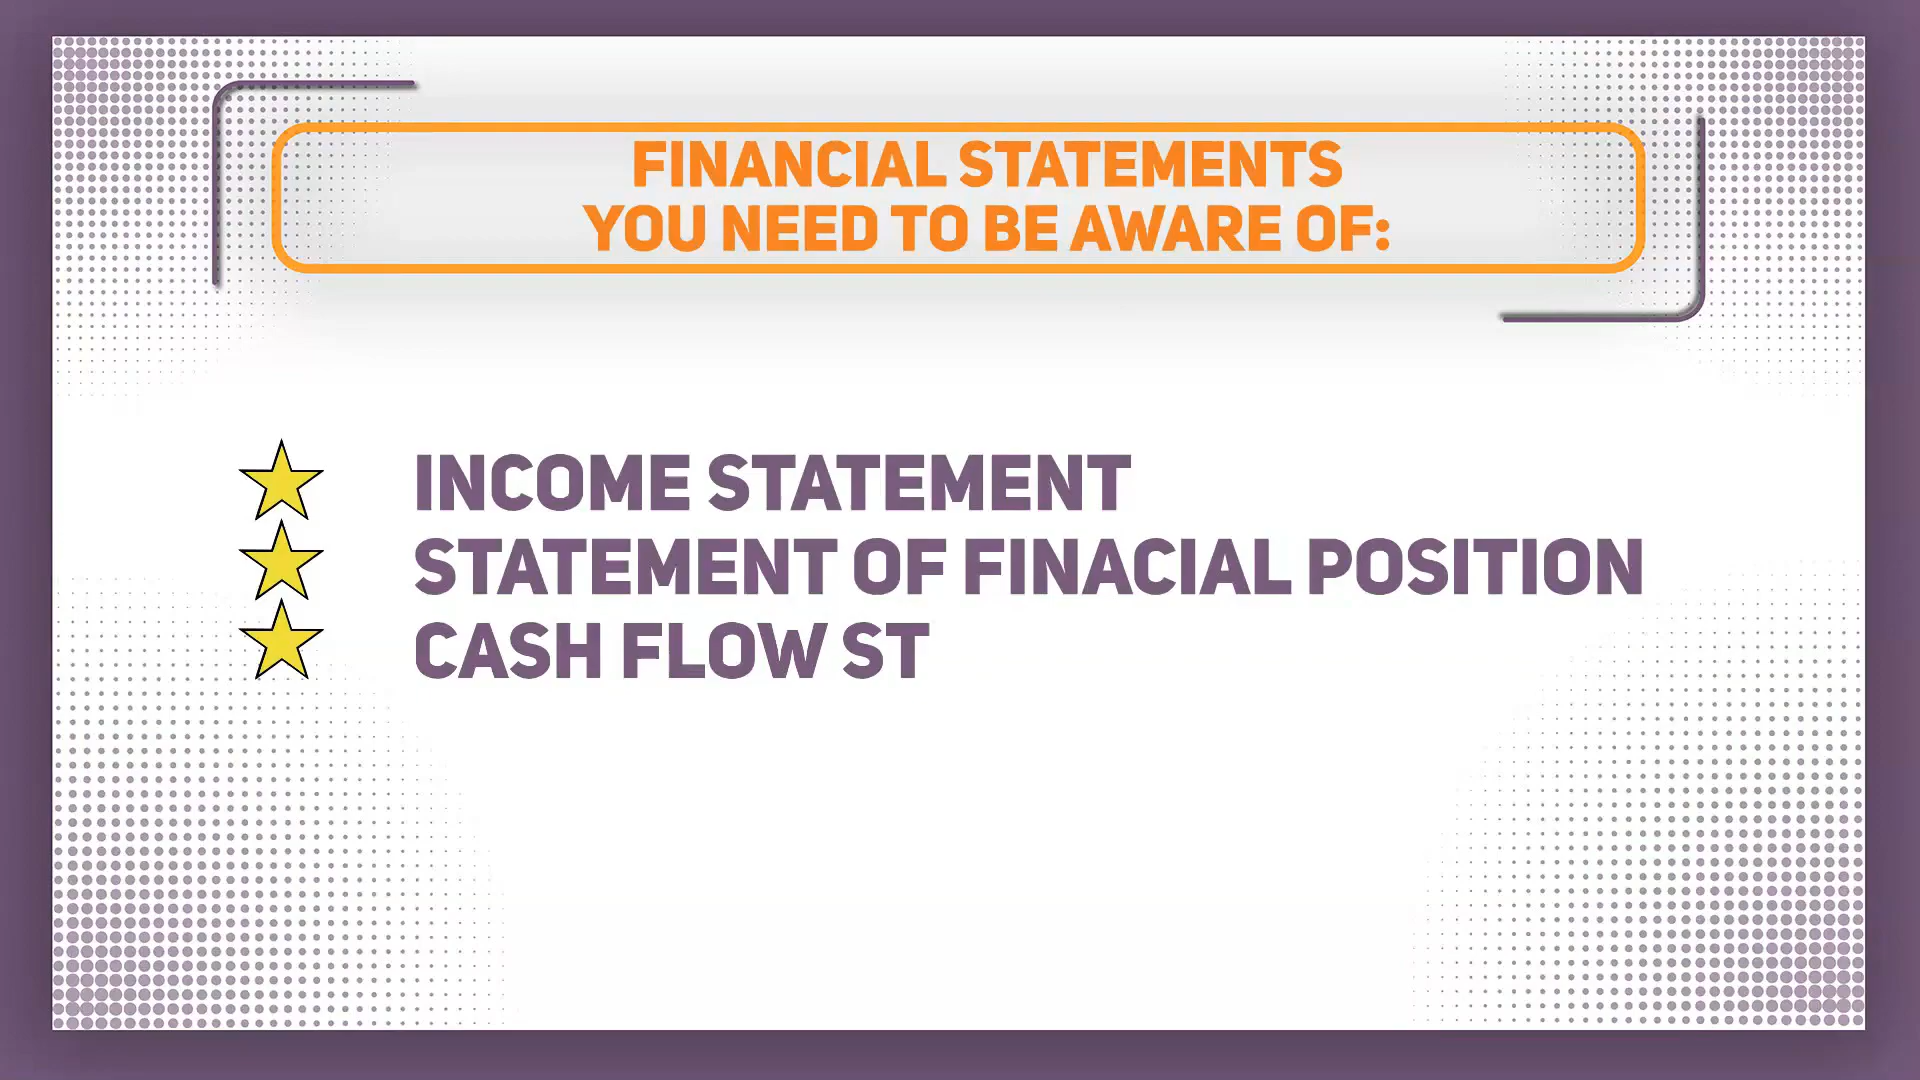 FINANCIAL STATEMENTS
YOU NEED TO BE AWARE OF:
INCOME STATEMENT
STATEMENT OF FINACIAL POSITION
CASH FLOW ST